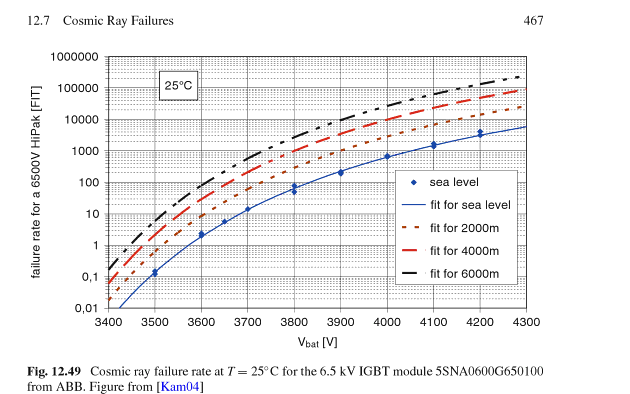 12.7 Cosmic Ray Failures 467
failure rate for a 6500V HiPak [FIT]
1000000
100000
10000
1000
100
10
1
0,1
0,01
25°C
sea level
fit for sea level
fit for 2000m
fit for 4000m
fit for 6000m
3400 3500 3600 3700 3800 3900 4000 4100 4200 4300
Vbat [V]
Fig. 12.49 Cosmic ray failure rate at T = 25°C for the 6.5 kV IGBT module 5SNA0600G650100
from ABB. Figure from [Kam04]